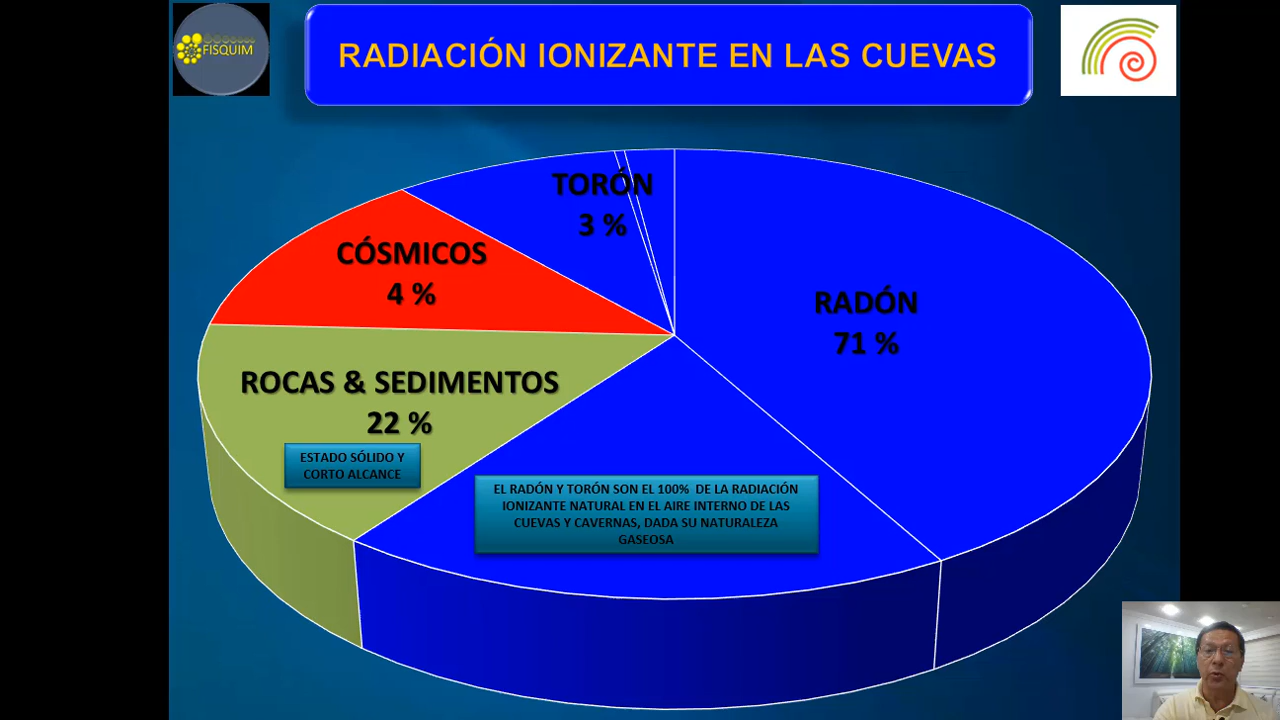 FISQUIM
RADIACIÓN IONIZANTE EN LAS CUEVAS
TORÓN
3 %
CÓSMICOS
4 %
RADÓN
71 %
ROCAS & SEDIMENTOS
22 %
ESTADO SÓLIDO Y
CORTO ALCANCE
EL RADÓN Y TORÓN SON EL 100% DE LA RADIACIÓN
IONIZANTE NATURAL EN EL AIRE INTERNO DE LAS
CUEVAS Y CAVERNAS, DADA SU NATURALEZA
GASEOSA